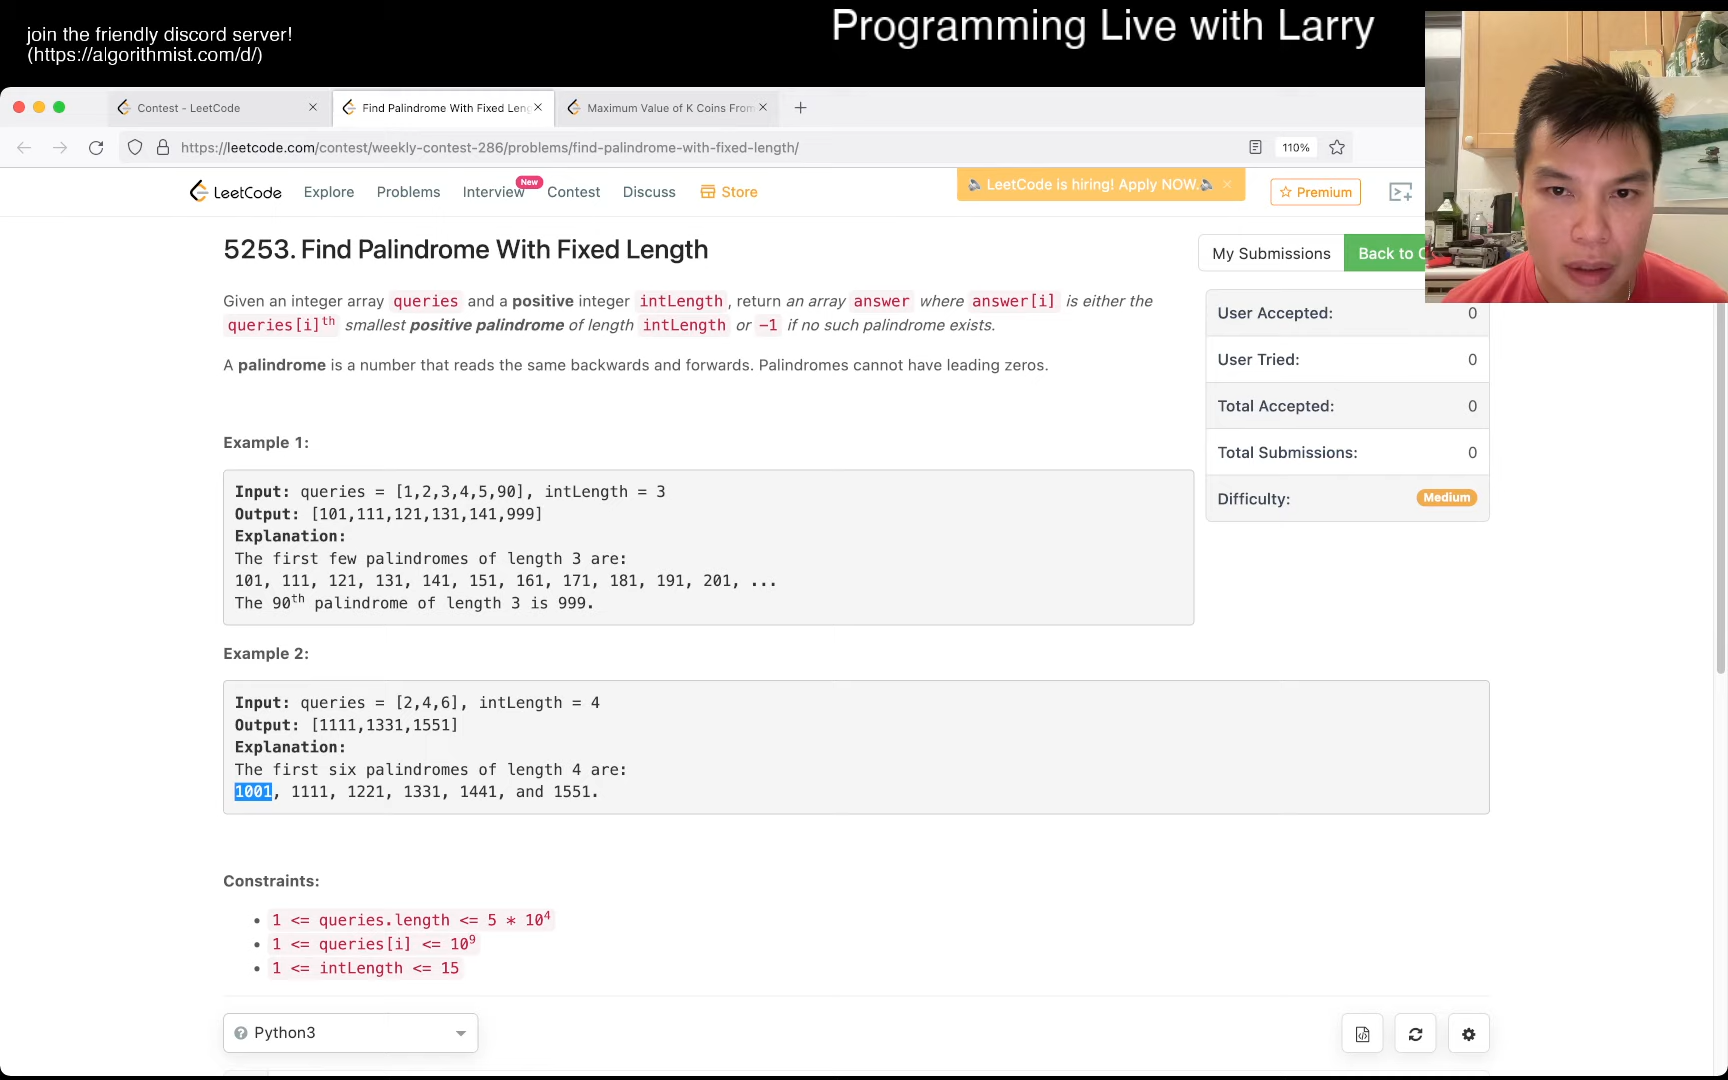 join the friendly discord server!
(https://algorithmist.com/d/)
Programming Live with Larry
Contest - LeetCode
Find Palindrome With Fixed Leng
Maximum Value of K Coins From
https://leetcode.com/contest/weekly-contest-286/problems/find-palindrome-with-fixed-length/
110%
LeetCode
Explore
Problems
Interview
New
Contest
Discuss
Store
LeetCode is hiring! Apply NOW.
Premium
5253. Find Palindrome With Fixed Length
My Submissions
Back to C
Given an integer array queries and a positive integer intLength, return an array answer where answer[i] is either the
queries[i]th smallest positive palindrome of length intLength or -1 if no such palindrome exists.
A palindrome is a number that reads the same backwards and forwards. Palindromes cannot have leading zeros.
User Accepted: 0
User Tried: 0
Total Accepted: 0
Total Submissions: 0
Difficulty: Medium
Example 1:
Input: queries = [1,2,3,4,5,90], intLength = 3
Output: [101,111,121,131,141,999]
Explanation:
The first few palindromes of length 3 are:
101, 111, 121, 131, 141, 151, 161, 171, 181, 191, 201, ...
The 90th palindrome of length 3 is 999.
Example 2:
Input: queries = [2,4,6], intLength = 4
Output: [1111,1331,1551]
Explanation:
The first six palindromes of length 4 are:
1001, 1111, 1221, 1331, 1441, and 1551.
Constraints:
1 <= queries.length <= 5 * 10^4
1 <= queries[i] <= 10^9
1 <= intLength <= 15
Python3